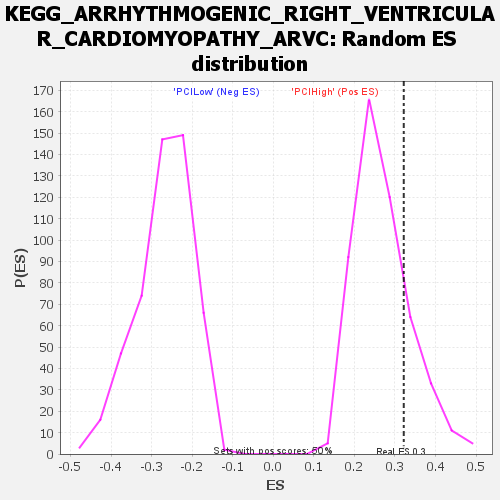 KEGG_ARRHYTHMOGENIC_RIGHT_VENTRICULA
R_CARDIOMYOPATHY_ARVC: Random ES
distribution
'PCILow' (Neg ES) 'PCIHigh' (Pos ES)
170
160
150
140
130
120
110
100
90
80
70
60
50
40
30
20
10
0
P(ES)
Sets with pos scores: 50% Real ES 0.3
-0.5 -0.4 -0.3 -0.2 -0.1 0.0 0.1 0.2 0.3 0.4 0.5
ES